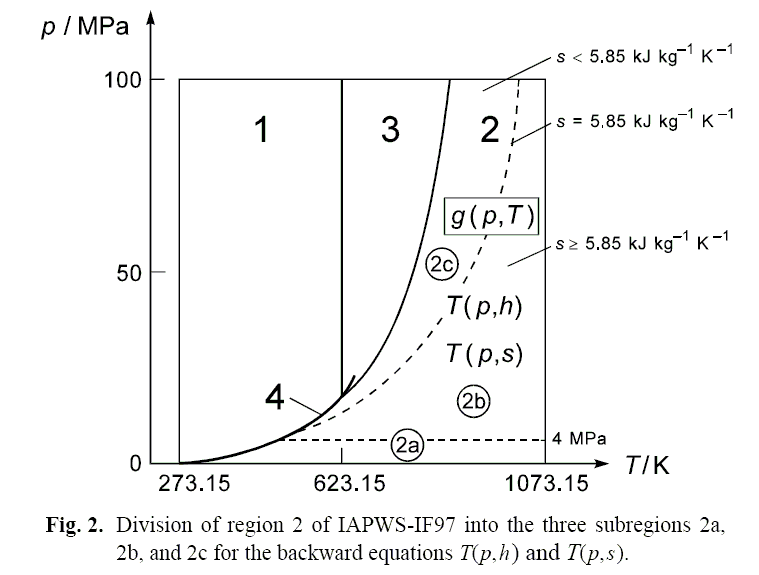 p / MPa
100
50
0
1
3
2
4
s < 5.85 kJ kg⁻¹ K⁻¹
s = 5.85 kJ kg⁻¹ K⁻¹
g(p,T)
s ≥ 5.85 kJ kg⁻¹ K⁻¹
2c
T(p,h)
T(p,s)
2b
2a
4 MPa
273.15
623.15
1073.15
T/K
Fig. 2. Division of region 2 of IAPWS-IF97 into the three subregions 2a,
2b, and 2c for the backward equations T(p,h) and T(p,s).